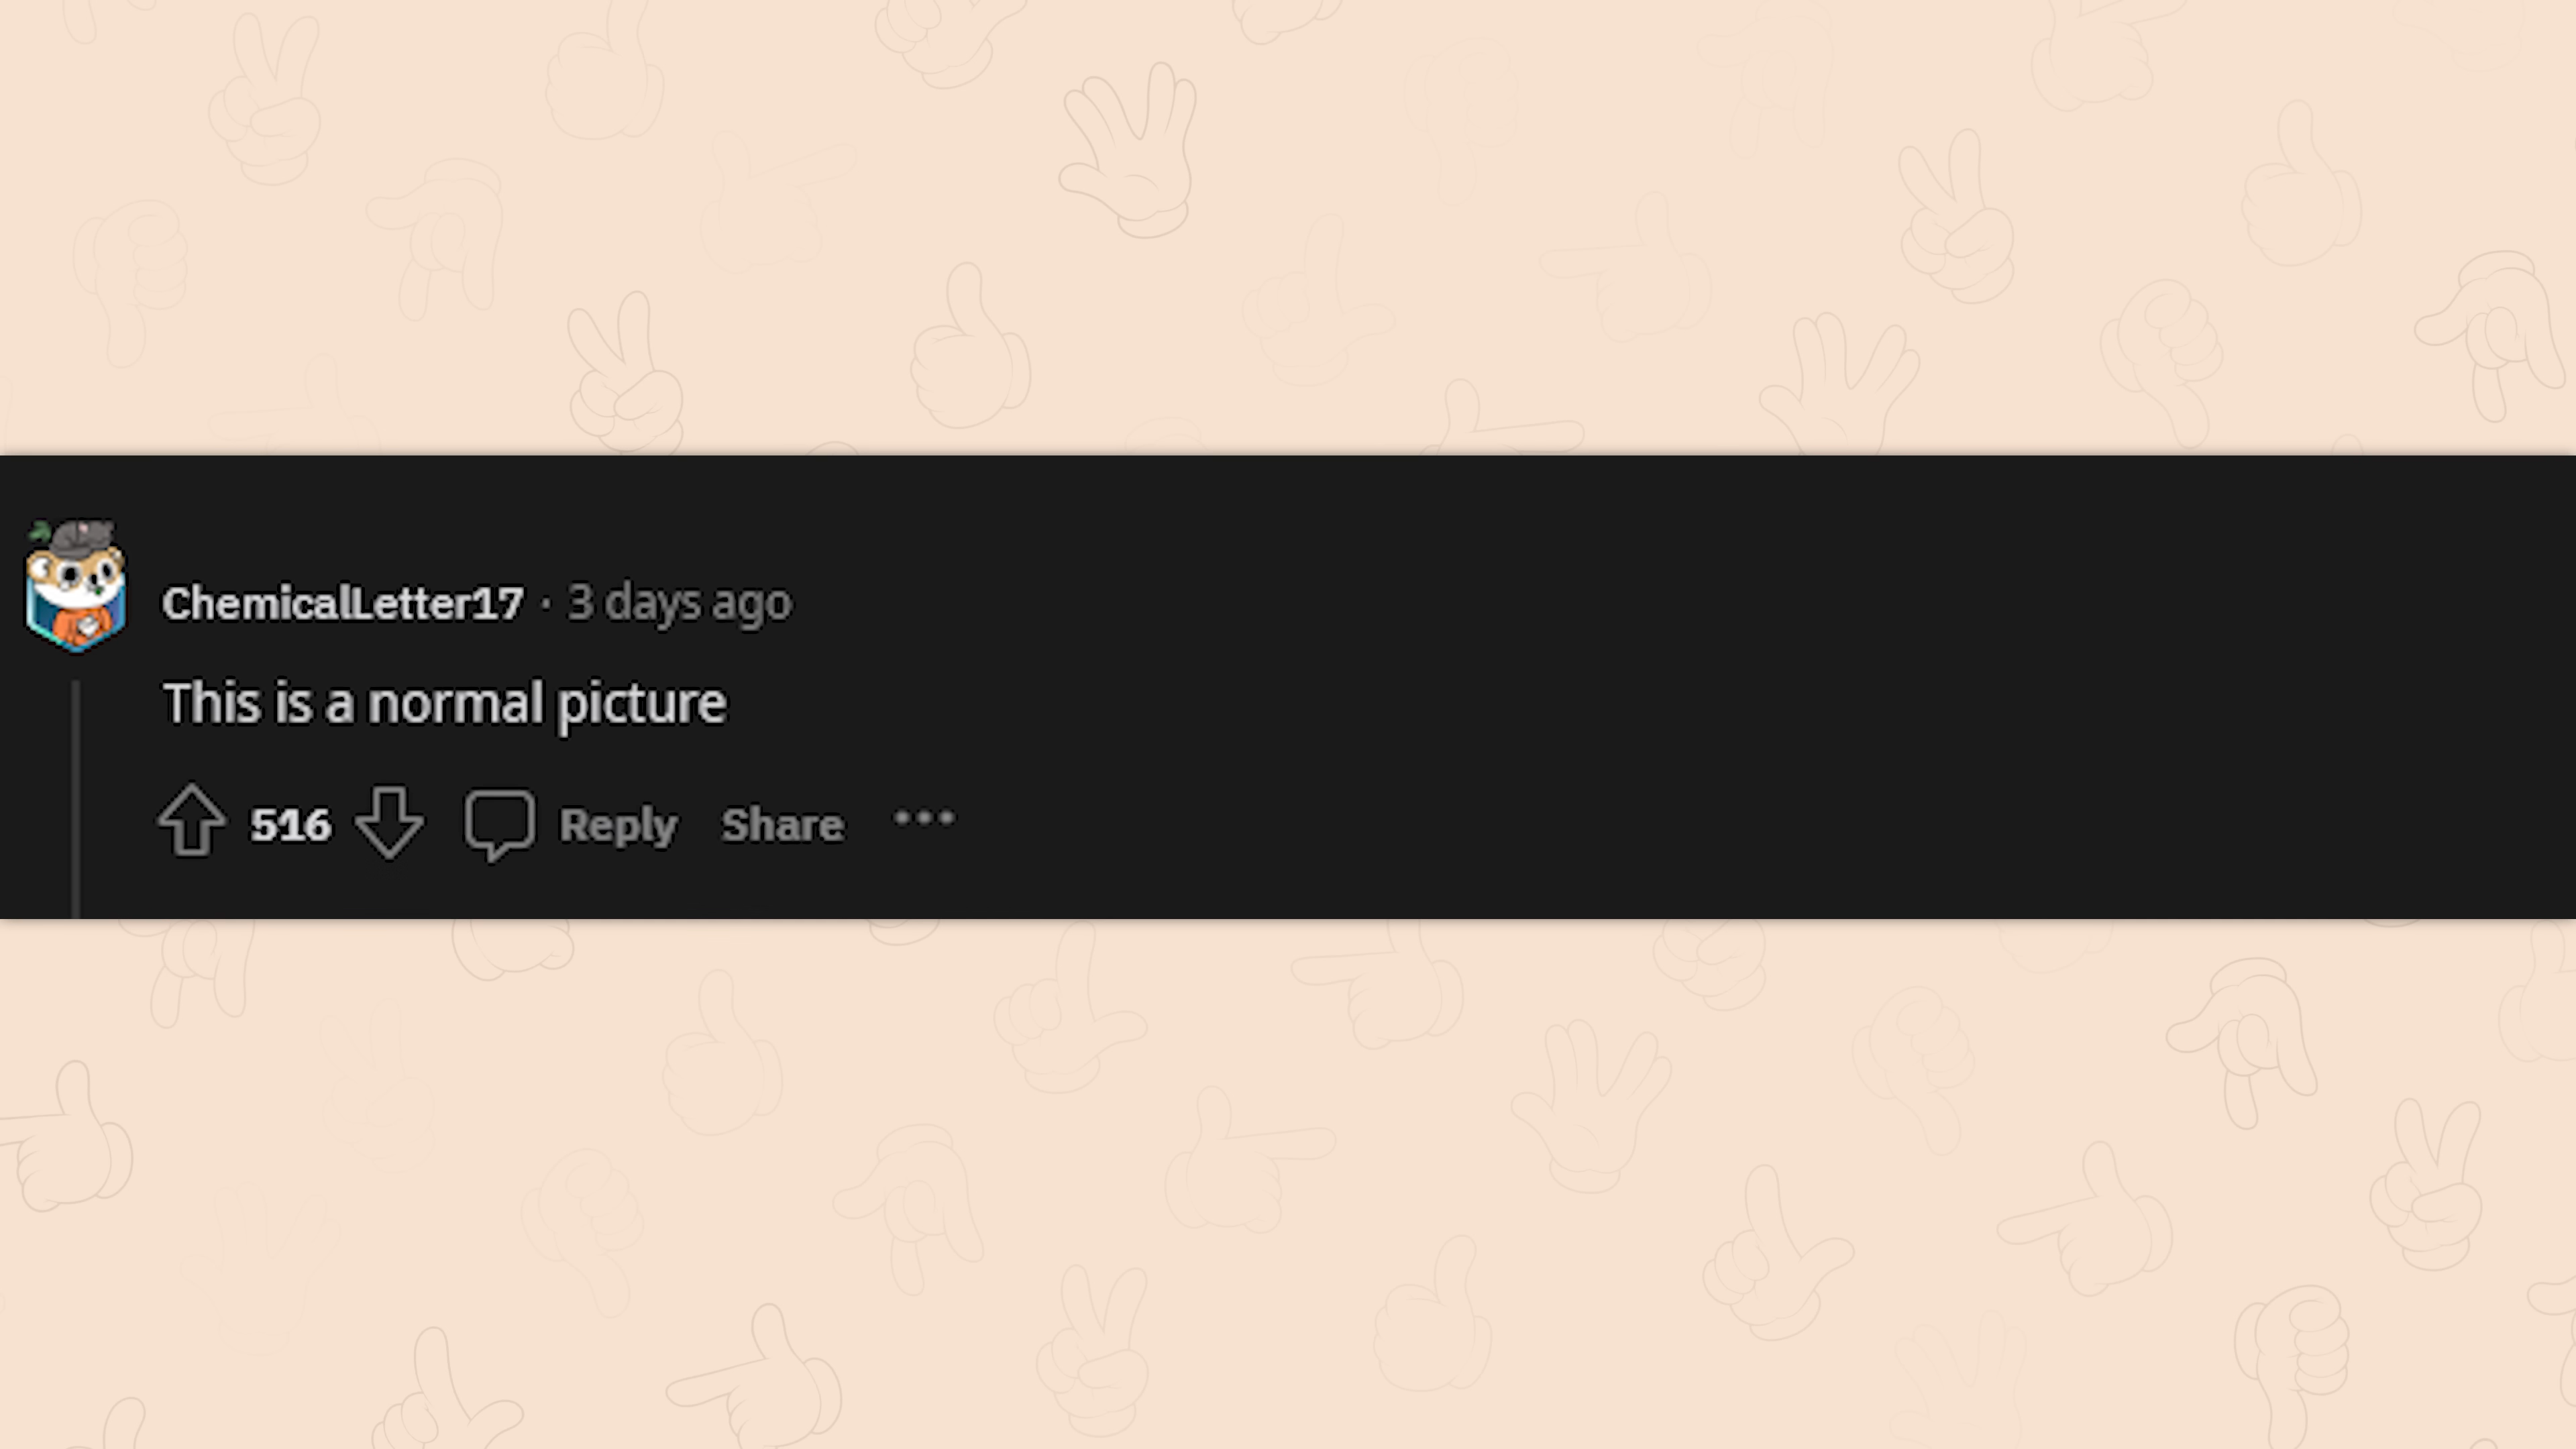 ChemicalLetter17 · 3 days ago
This is a normal picture
516 Reply Share ···